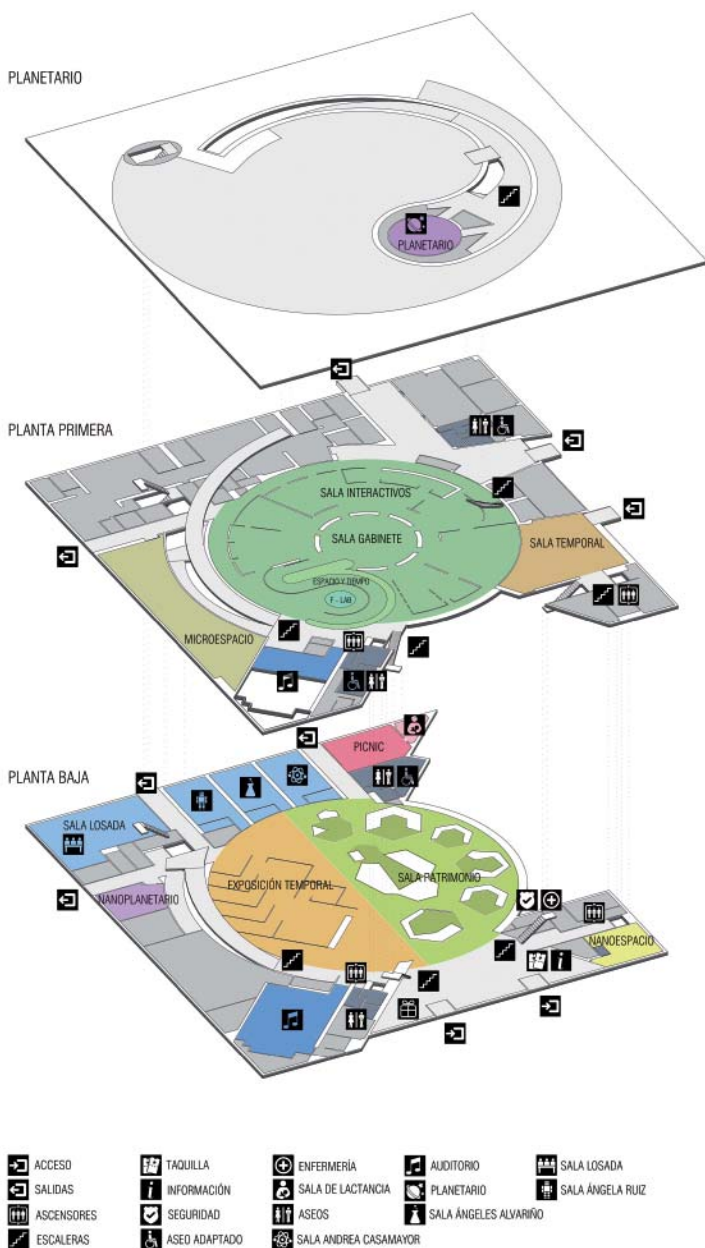 PLANETARIO
PLANETARIO
PLANTA PRIMERA
SALA INTERACTIVOS
SALA GABINETE
SALA TEMPORAL
ESPACIO Y TIEMPO
F - LAB
MICROESPACIO
PICNIC
PLANTA BAJA
SALA LOSADA
SALA PATRIMONIO
EXPOSICIÓN TEMPORAL
NANOPLANETARIO
NANOESPACIO
ACCESO
TAQUILLA
ENFERMERÍA
AUDITORIO
SALA LOSADA
SALIDAS
INFORMACIÓN
SALA DE LACTANCIA
PLANETARIO
SALA ÁNGELA RUIZ
ASCENSORES
SEGURIDAD
ASEOS
SALA ÁNGELES ALVARIÑO
ESCALERAS
ASEO ADAPTADO
SALA ANDREA CASAMAYOR